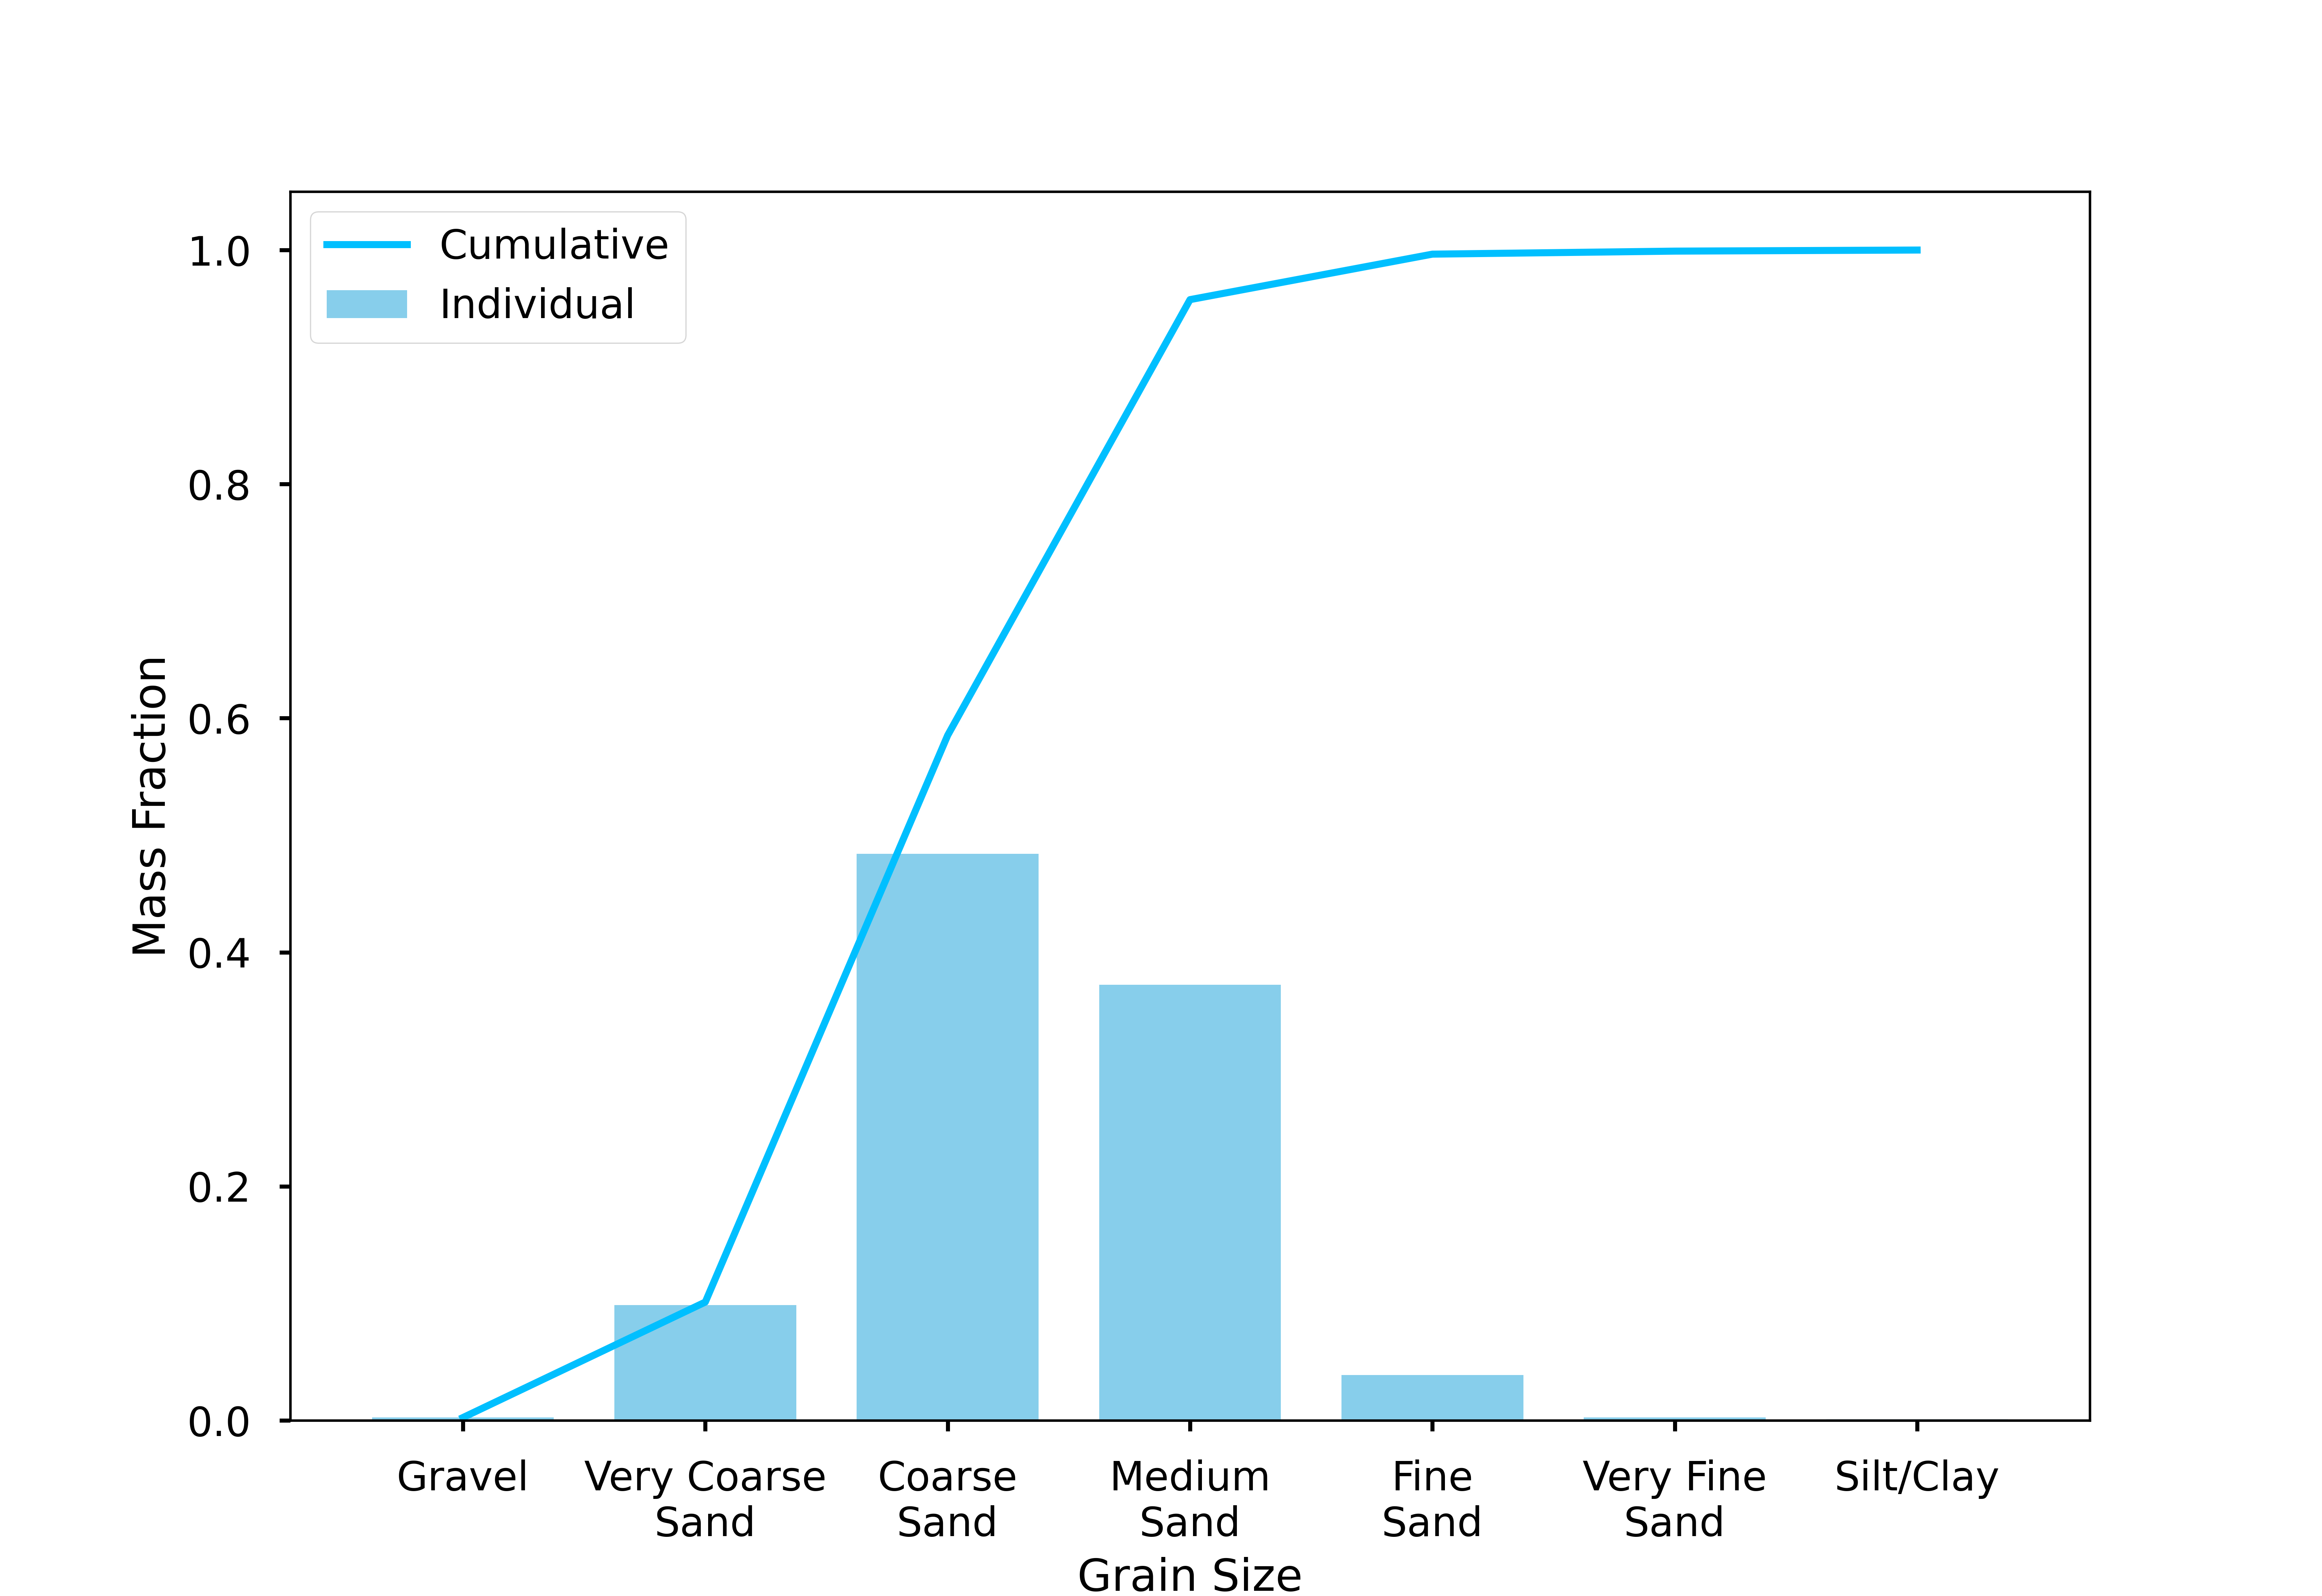 Cumulative
Individual
1.0
0.8
0.6
0.4
0.2
0.0
Mass Fraction
Gravel
Very Coarse
Sand
Coarse
Sand
Medium
Sand
Fine
Sand
Very Fine
Sand
Silt/Clay
Grain Size